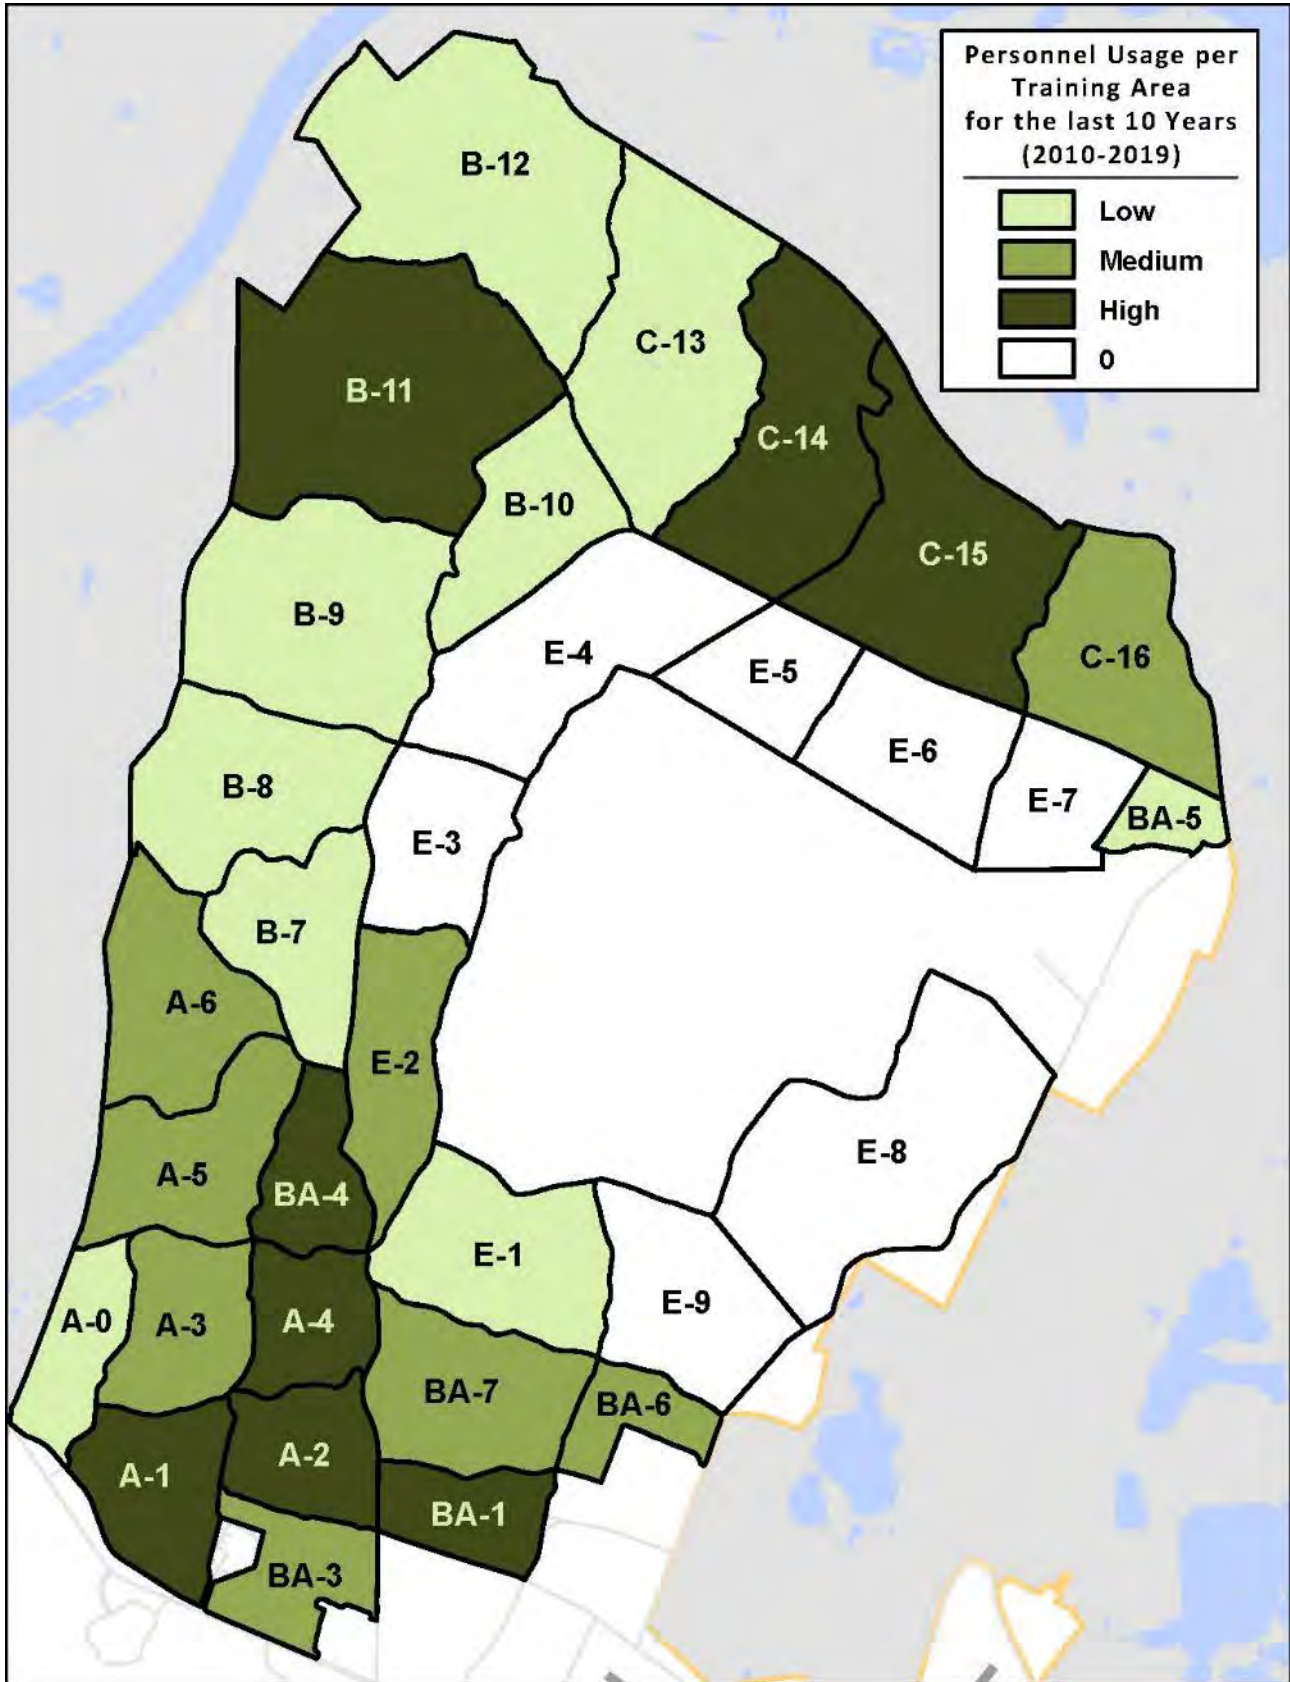 Personnel Usage per
Training Area
for the last 10 Years
(2010-2019)
Low
Medium
High
0
B-12
C-13
B-11
C-14
B-10
C-15
B-9
E-4
C-16
E-5
E-6
B-8
E-7
BA-5
E-3
B-7
A-6
E-2
E-8
A-5
BA-4
E-1
E-9
A-0
A-3
A-4
BA-7
BA-6
A-2
A-1
BA-1
BA-3